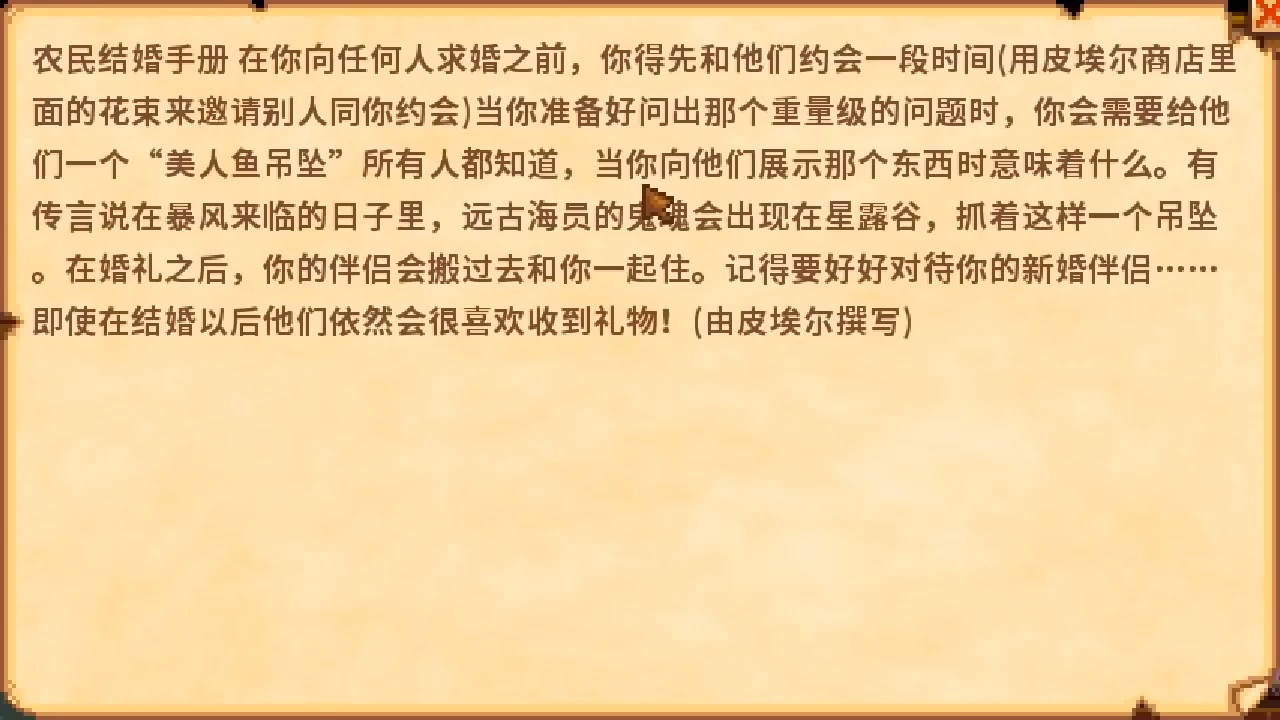 农民结婚手册 在你向任何人求婚之前，你得先和他们约会一段时间(用皮埃尔商店里
面的花束来邀请别人同你约会)当你准备好问出那个重量级的问题时，你会需要给他
们一个“美人鱼吊坠”所有人都知道，当你向他们展示那个东西时意味着什么。有
传言说在暴风来临的日子里，远古海员的鬼魂会出现在星露谷，抓着这样一个吊坠
。在婚礼之后，你的伴侣会搬过去和你一起住。记得要好好对待你的新婚伴侣……
即使在结婚以后他们依然会很喜欢收到礼物！(由皮埃尔撰写)